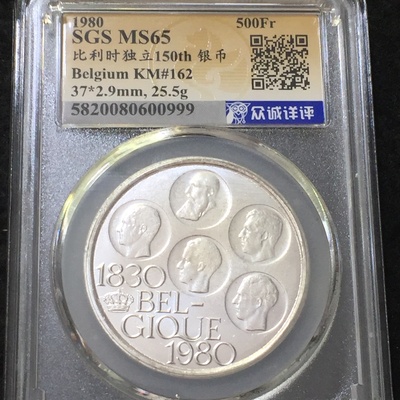 1980 500Fr
SGS MS65
比利时独立150th 银币
Belgium KM#162
37*2.9mm, 25.5g
5820080600999 众诚详评
1830
BEL-
GIQUE
1980